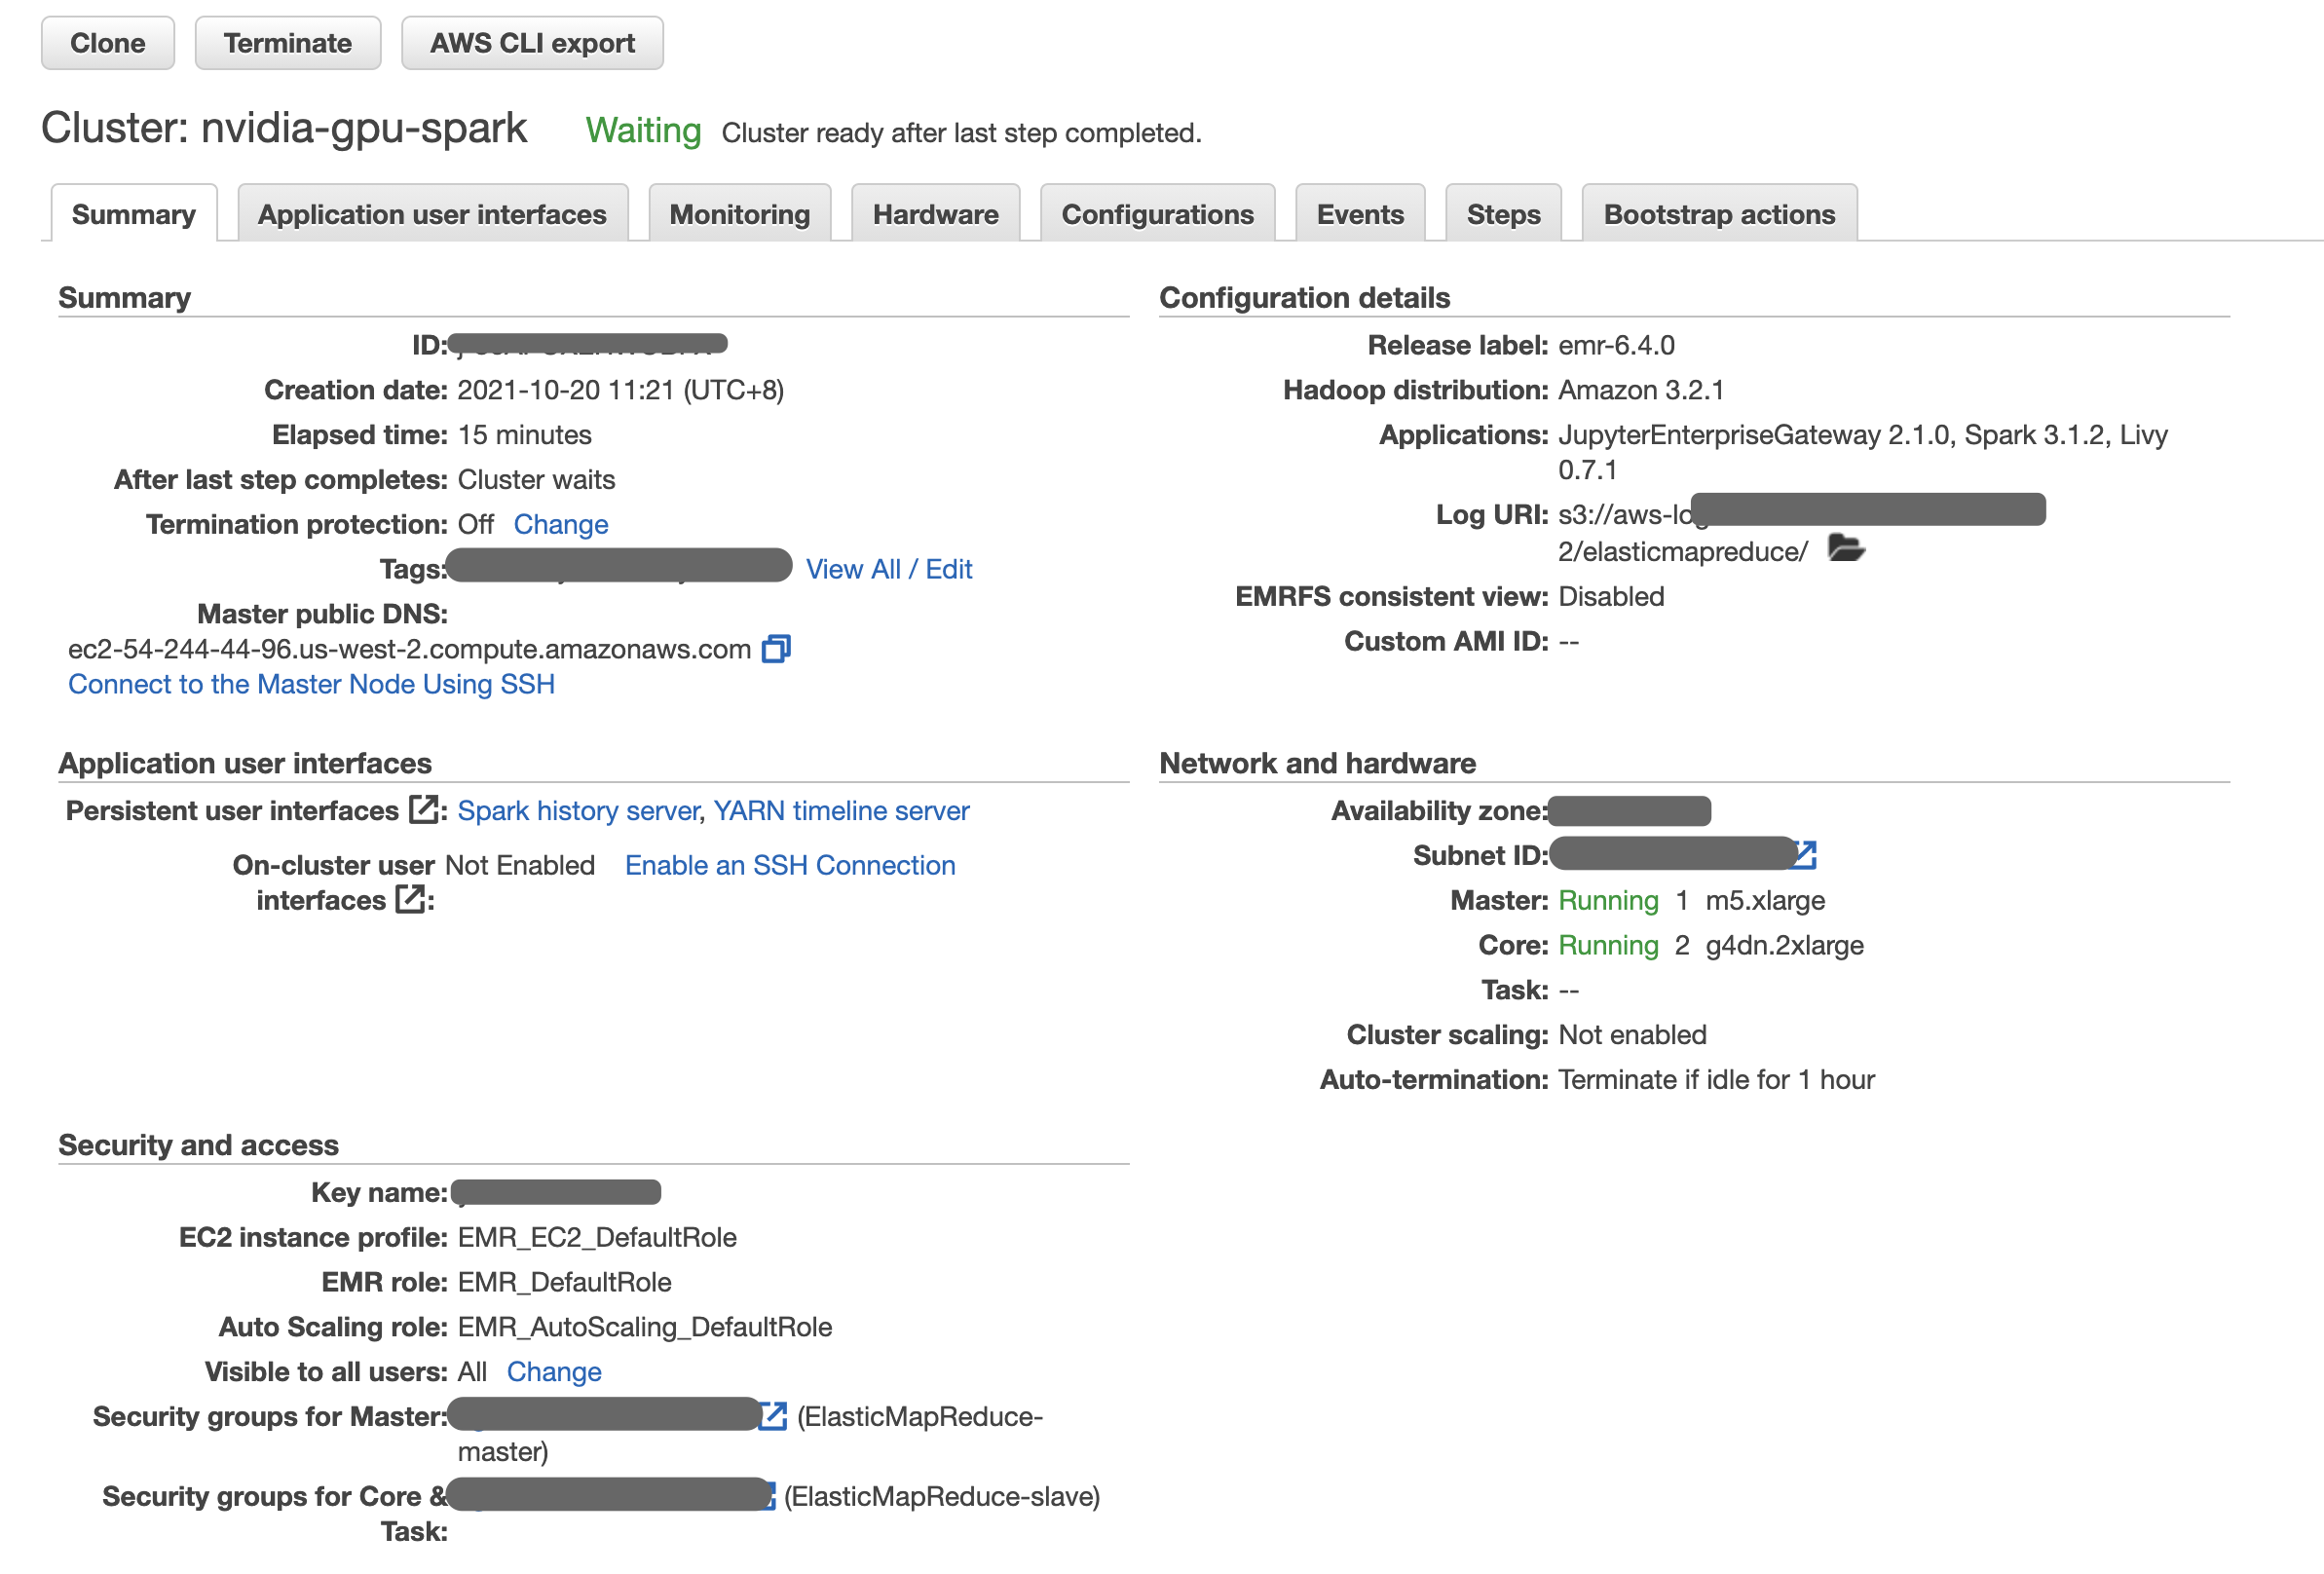 Clone Terminate AWS CLI export
Cluster: nvidia-gpu-spark Waiting Cluster ready after last step completed.
Summary Application user interfaces Monitoring Hardware Configurations Events Steps Bootstrap actions
Summary
ID:
Creation date: 2021-10-20 11:21 (UTC+8)
Elapsed time: 15 minutes
After last step completes: Cluster waits
Termination protection: Off Change
Tags: View All / Edit
Master public DNS:
ec2-54-244-44-96.us-west-2.compute.amazonaws.com
Connect to the Master Node Using SSH
Configuration details
Release label: emr-6.4.0
Hadoop distribution: Amazon 3.2.1
Applications: JupyterEnterpriseGateway 2.1.0, Spark 3.1.2, Livy
0.7.1
Log URI: s3://aws-log
2/elasticmapreduce/
EMRFS consistent view: Disabled
Custom AMI ID: --
Application user interfaces
Persistent user interfaces : Spark history server, YARN timeline server
On-cluster user Not Enabled Enable an SSH Connection
interfaces :
Network and hardware
Availability zone:
Subnet ID:
Master: Running 1 m5.xlarge
Core: Running 2 g4dn.2xlarge
Task: --
Cluster scaling: Not enabled
Auto-termination: Terminate if idle for 1 hour
Security and access
Key name:
EC2 instance profile: EMR_EC2_DefaultRole
EMR role: EMR_DefaultRole
Auto Scaling role: EMR_AutoScaling_DefaultRole
Visible to all users: All Change
Security groups for Master: (ElasticMapReduce-
master)
Security groups for Core & (ElasticMapReduce-slave)
Task: